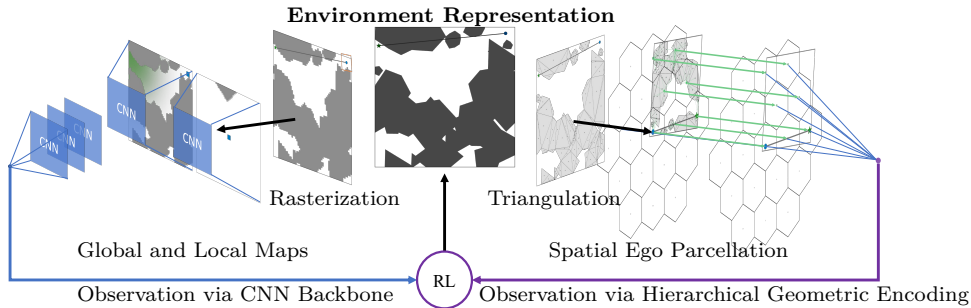 Environment Representation
CNN
CNN
CNN
CNN
CNN
Rasterization
Triangulation
Global and Local Maps
Spatial Ego Parcellation
RL
Observation via CNN Backbone
Observation via Hierarchical Geometric Encoding